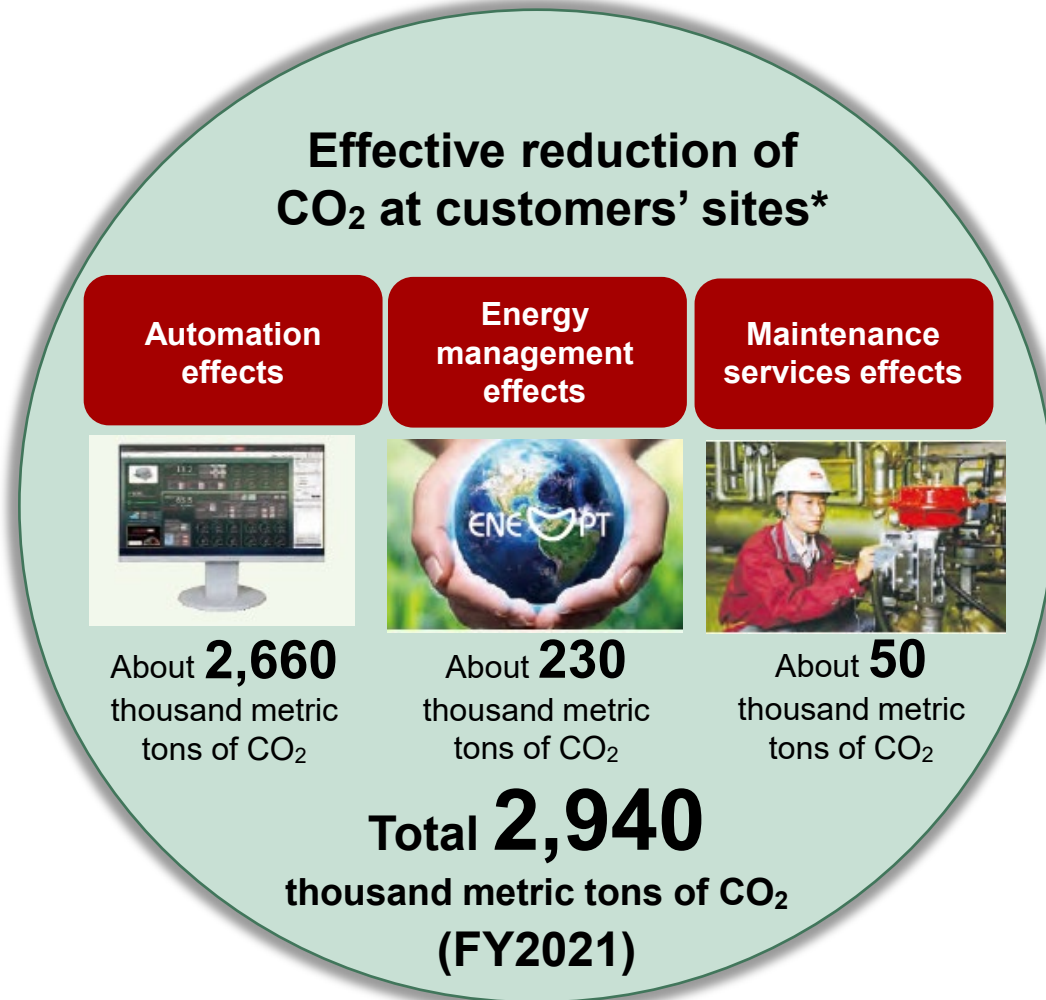 Effective reduction of
CO₂ at customers’ sites*
Automation
effects
Energy
management
effects
Maintenance
services effects
ENE PT
About 2,660
thousand metric
tons of CO₂
About 230
thousand metric
tons of CO₂
About 50
thousand metric
tons of CO₂
Total 2,940
thousand metric tons of CO₂
(FY2021)